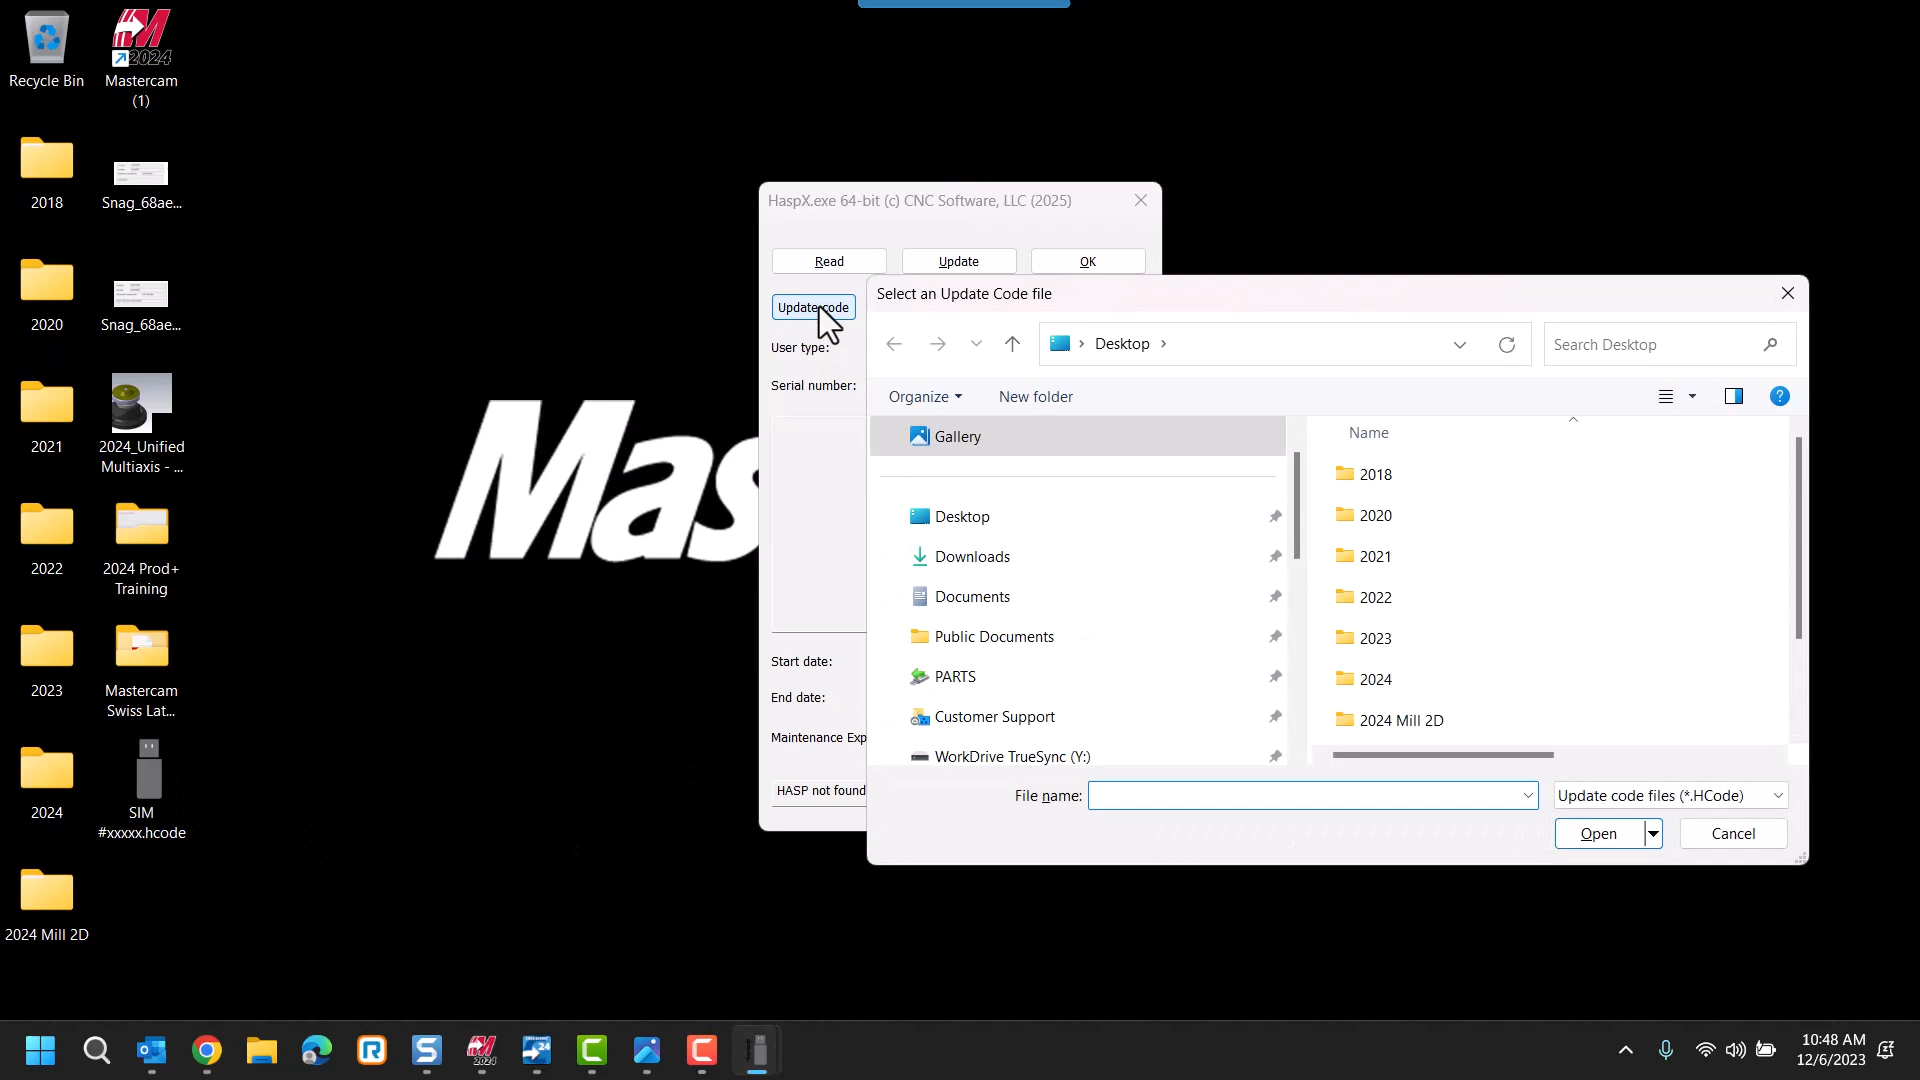 Recycle Bin
Mastercam
(1)
2018
Snag_68ae...
2020
Snag_68ae...
2021
2024_Unified
Multiaxis - ...
2022
2024 Prod+
Training
2023
Mastercam
Swiss Lat...
2024
SIM
#xxxxx.hcode
2024 Mill 2D
Mas
HaspX.exe 64-bit (c) CNC Software, LLC (2025)
Read
Update
OK
Update code
User type:
Serial number:
Start date:
End date:
Maintenance Exp
HASP not found
Select an Update Code file
Desktop
Search Desktop
Organize
New folder
Gallery
Desktop
Downloads
Documents
Public Documents
PARTS
Customer Support
WorkDrive TrueSync (Y:)
Name
2018
2020
2021
2022
2023
2024
2024 Mill 2D
File name:
Update code files (*.HCode)
Open
Cancel
10:48 AM
12/6/2023